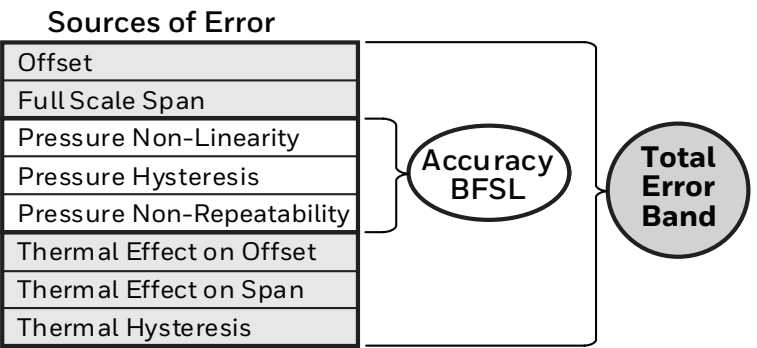 Sources of Error
Offset
Full Scale Span
Pressure Non-Linearity
Pressure Hysteresis
Pressure Non-Repeatability
Thermal Effect on Offset
Thermal Effect on Span
Thermal Hysteresis
Accuracy
BFSL
Total
Error
Band